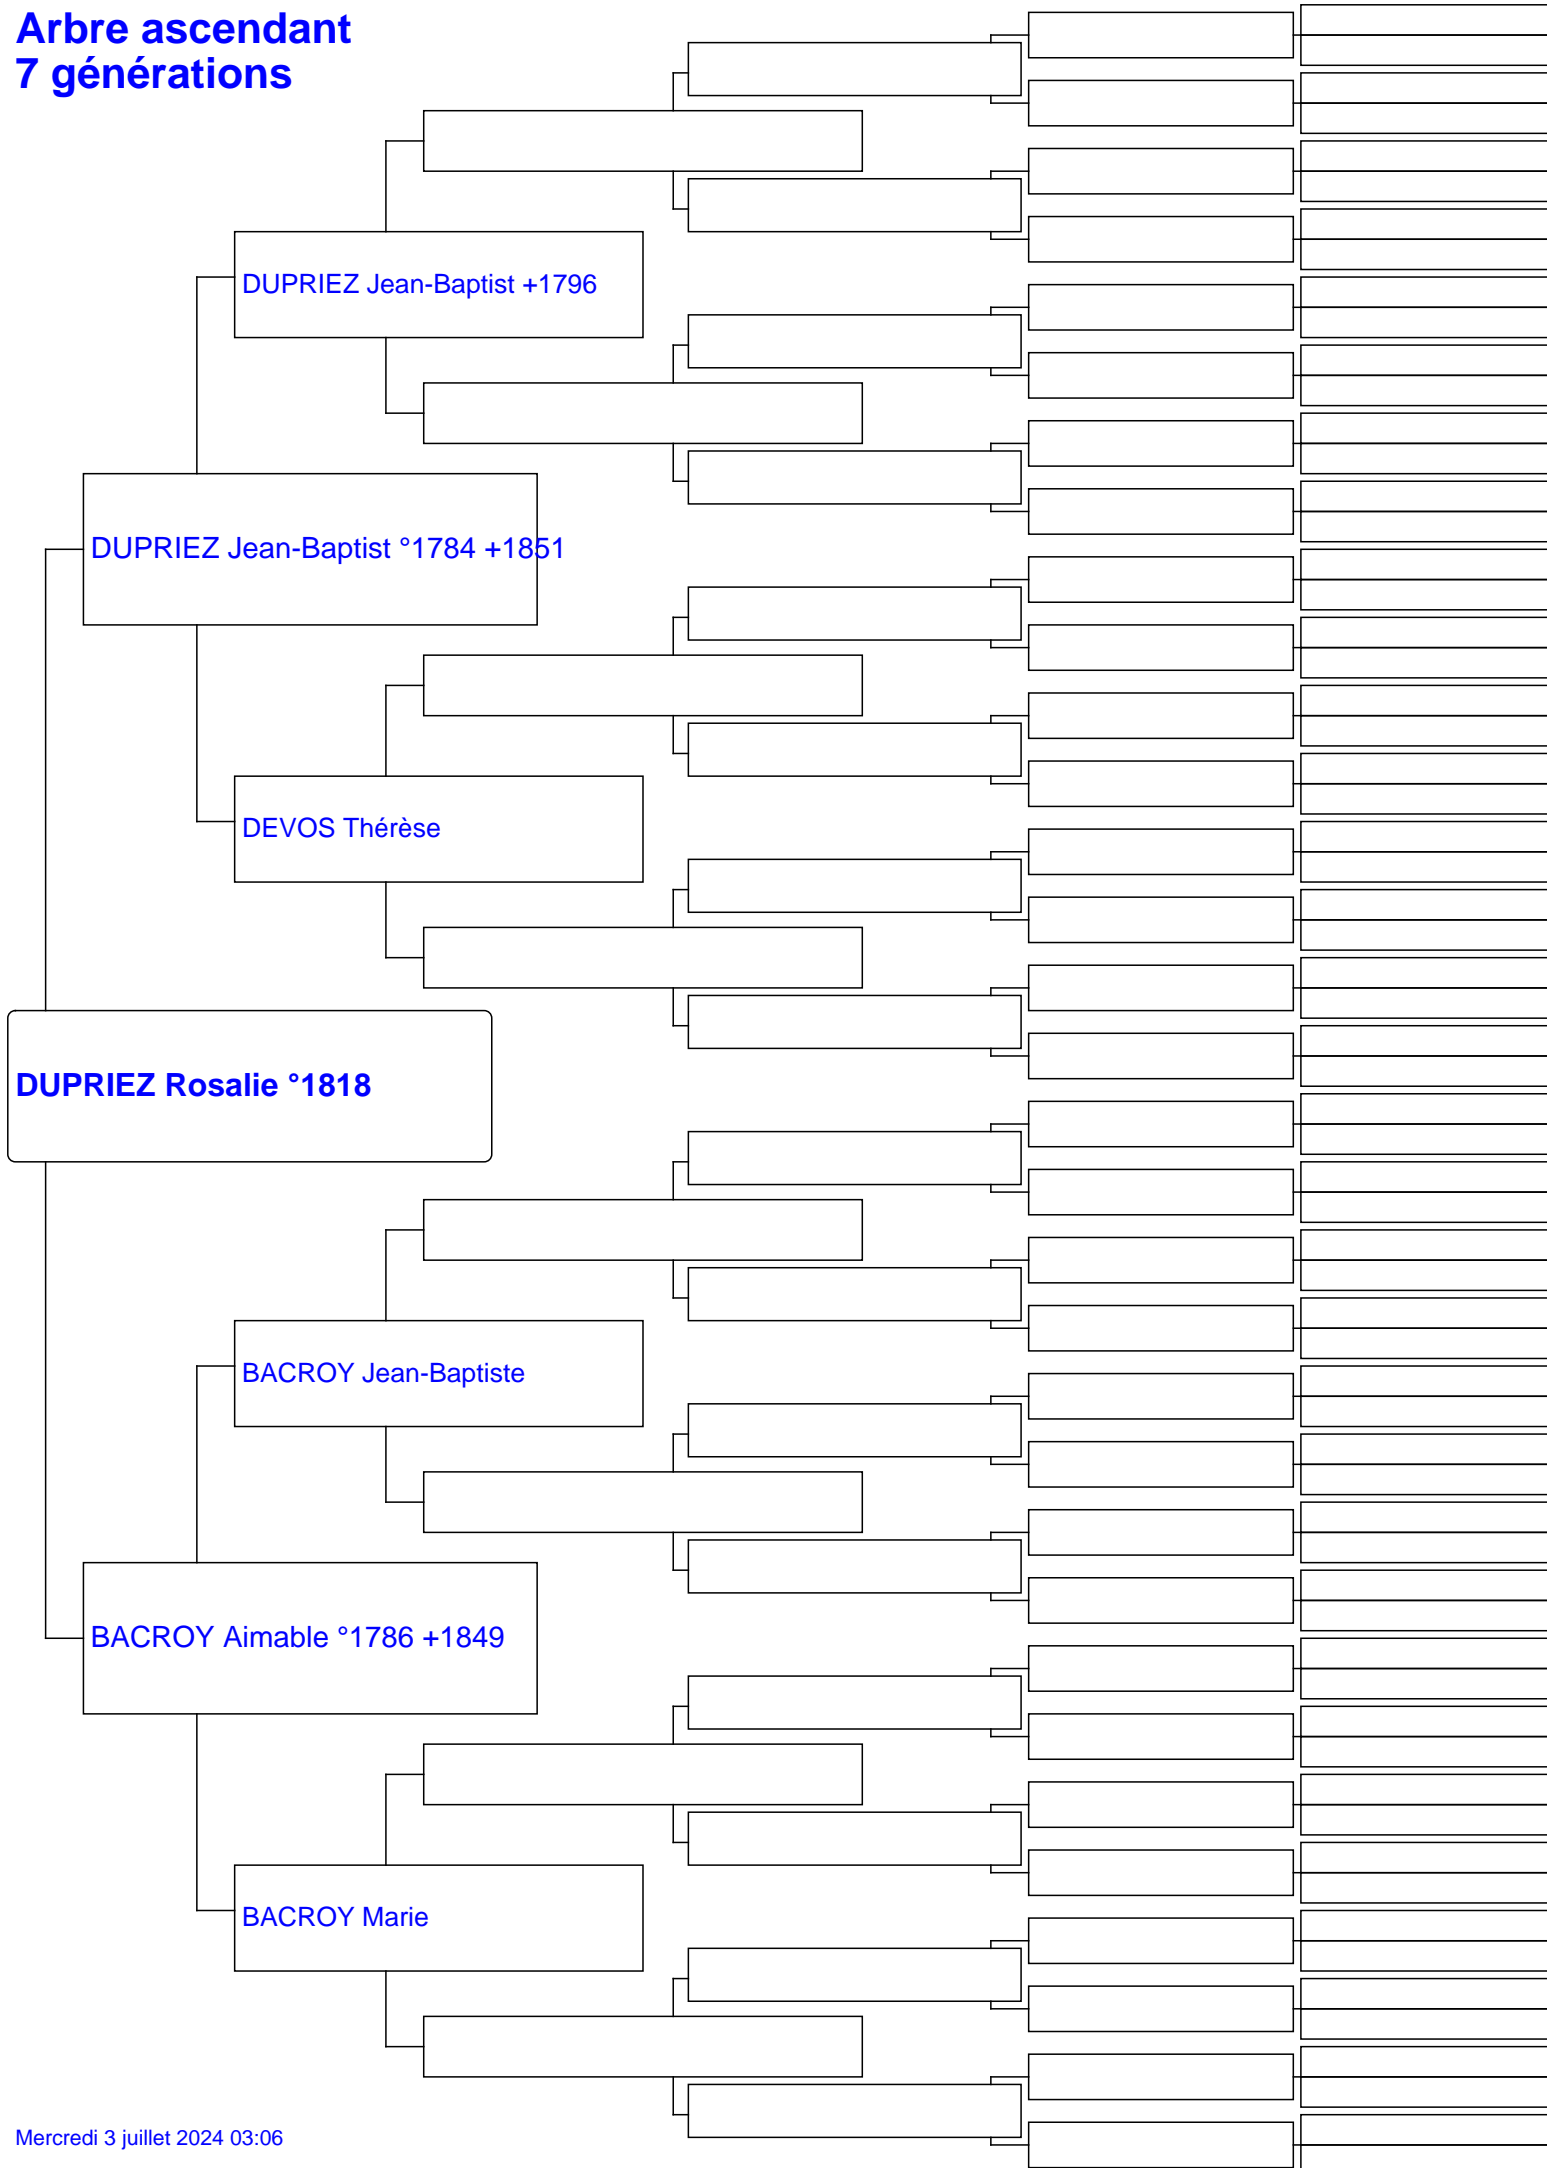 Arbre ascendant
7 générations
DUPRIEZ Jean-Baptist +1796
DUPRIEZ Jean-Baptist °1784 +1851
DEVOS Thérèse
DUPRIEZ Rosalie °1818
BACROY Jean-Baptiste
BACROY Aimable °1786 +1849
BACROY Marie
Mercredi 3 juillet 2024 03:06